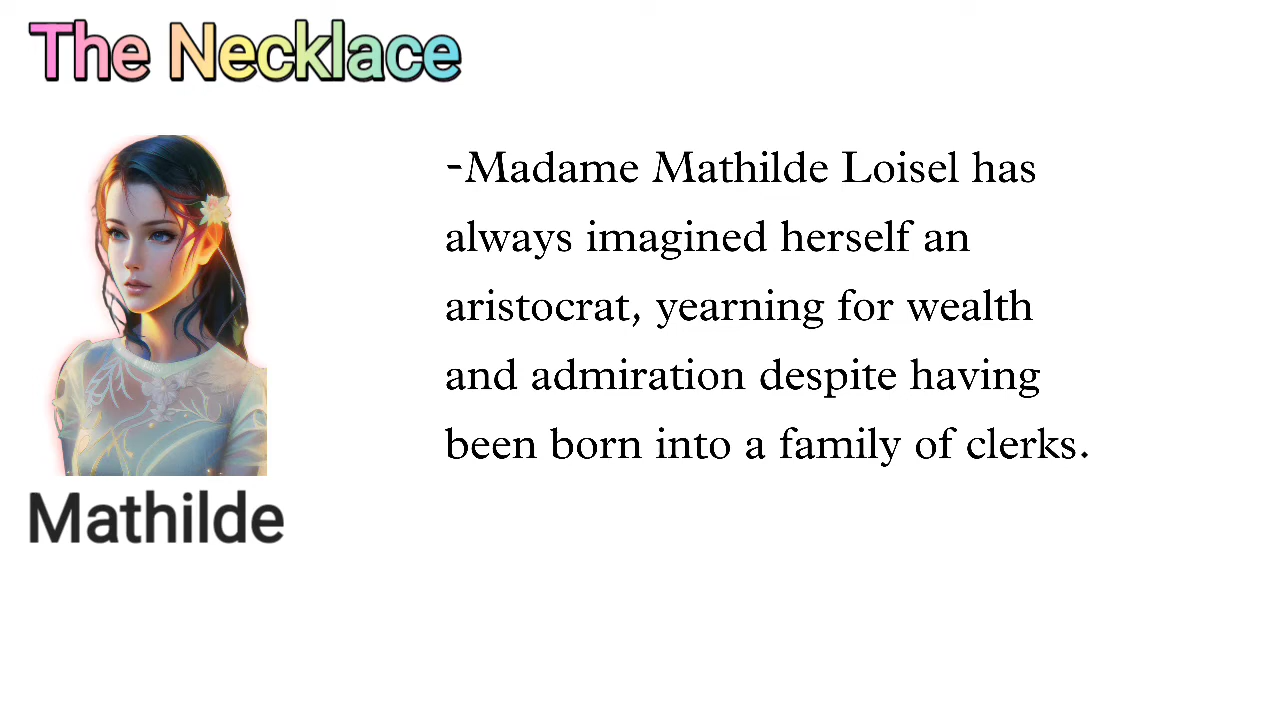 The Necklace
-Madame Mathilde Loisel has
always imagined herself an
aristocrat, yearning for wealth
and admiration despite having
been born into a family of clerks.
Mathilde